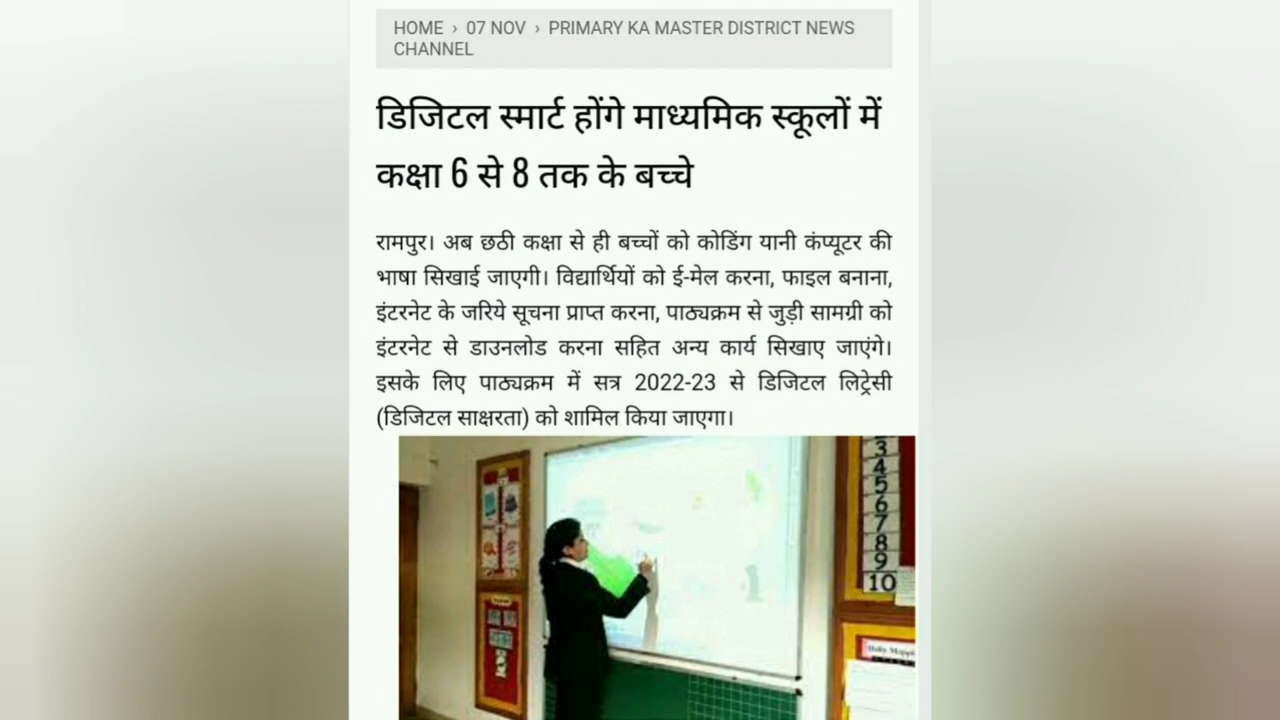 HOME › 07 NOV › PRIMARY KA MASTER DISTRICT NEWS
CHANNEL
डिजिटल स्मार्ट होंगे माध्यमिक स्कूलों में
कक्षा 6 से 8 तक के बच्चे
रामपुर। अब छठी कक्षा से ही बच्चों को कोडिंग यानी कंप्यूटर की
भाषा सिखाई जाएगी। विद्यार्थियों को ई-मेल करना, फाइल बनाना,
इंटरनेट के जरिये सूचना प्राप्त करना, पाठ्यक्रम से जुड़ी सामग्री को
इंटरनेट से डाउनलोड करना सहित अन्य कार्य सिखाए जाएंगे।
इसके लिए पाठ्यक्रम में सत्र 2022-23 से डिजिटल लिट्रेसी
(डिजिटल साक्षरता) को शामिल किया जाएगा।
3
4
5
6
7
8
9
10